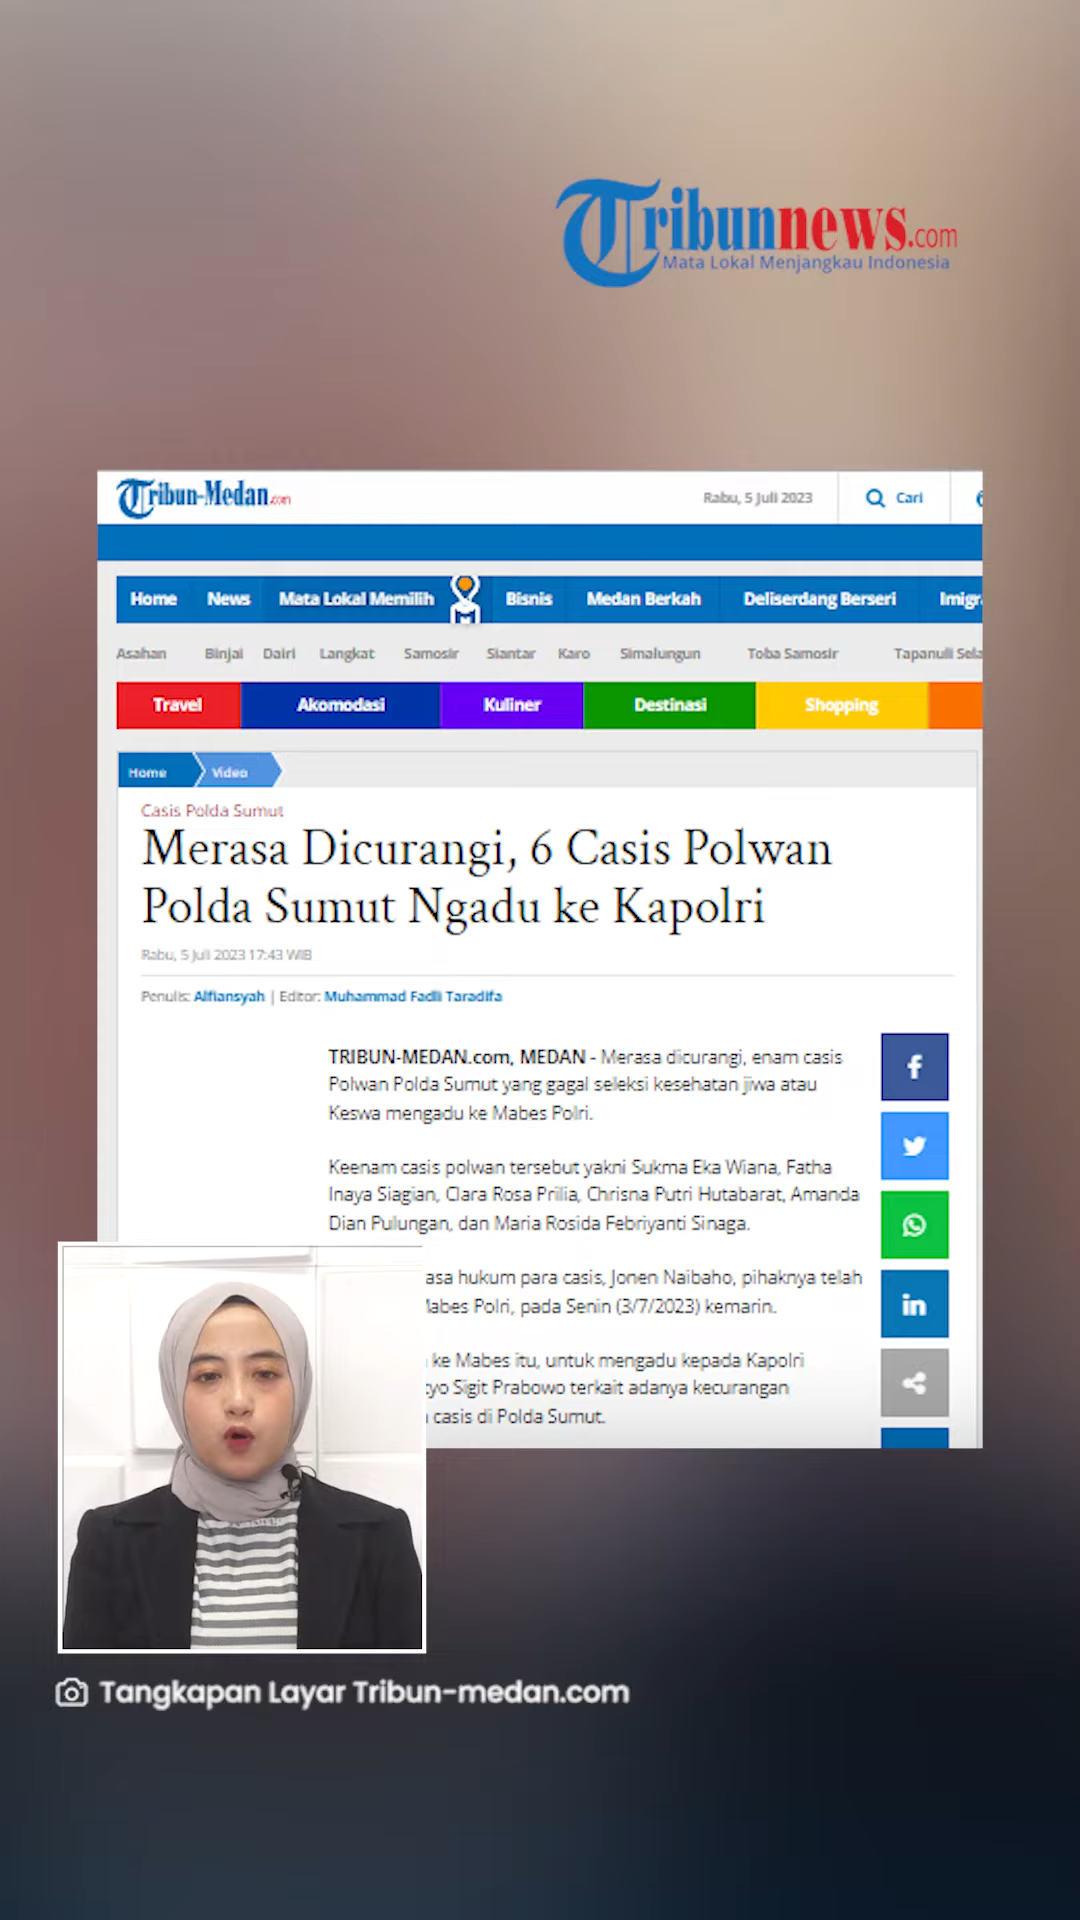 Tribunnews.com
Mata Lokal Menjangkau Indonesia
Tribun-Medan.com
Rabu, 5 Juli 2023
Cari
Home News Mata Lokal Memilih Bisnis Medan Berkah Deliserdang Berseri Imigr
Asahan Binjai Dairi Langkat Samosir Siantar Karo Simalungun Toba Samosir Tapanuli Sela
Travel Akomodasi Kuliner Destinasi Shopping
Home Video
Casis Polda Sumut
Merasa Dicurangi, 6 Casis Polwan
Polda Sumut Ngadu ke Kapolri
Rabu, 5 Juli 2023 17:43 WIB
Penulis: Alfiansyah | Editor: Muhammad Fadli Taradifa
TRIBUN-MEDAN.com, MEDAN - Merasa dicurangi, enam casis
Polwan Polda Sumut yang gagal seleksi kesehatan jiwa atau
Keswa mengadu ke Mabes Polri.
Keenam casis polwan tersebut yakni Sukma Eka Wiana, Fatha
Inaya Siagian, Clara Rosa Prilia, Chrisna Putri Hutabarat, Amanda
Dian Pulungan, dan Maria Rosida Febriyanti Sinaga.
asa hukum para casis, Jonen Naibaho, pihaknya telah
Mabes Polri, pada Senin (3/7/2023) kemarin.
ke Mabes itu, untuk mengadu kepada Kapolri
tyo Sigit Prabowo terkait adanya kecurangan
casis di Polda Sumut.
Tangkapan Layar Tribun-medan.com